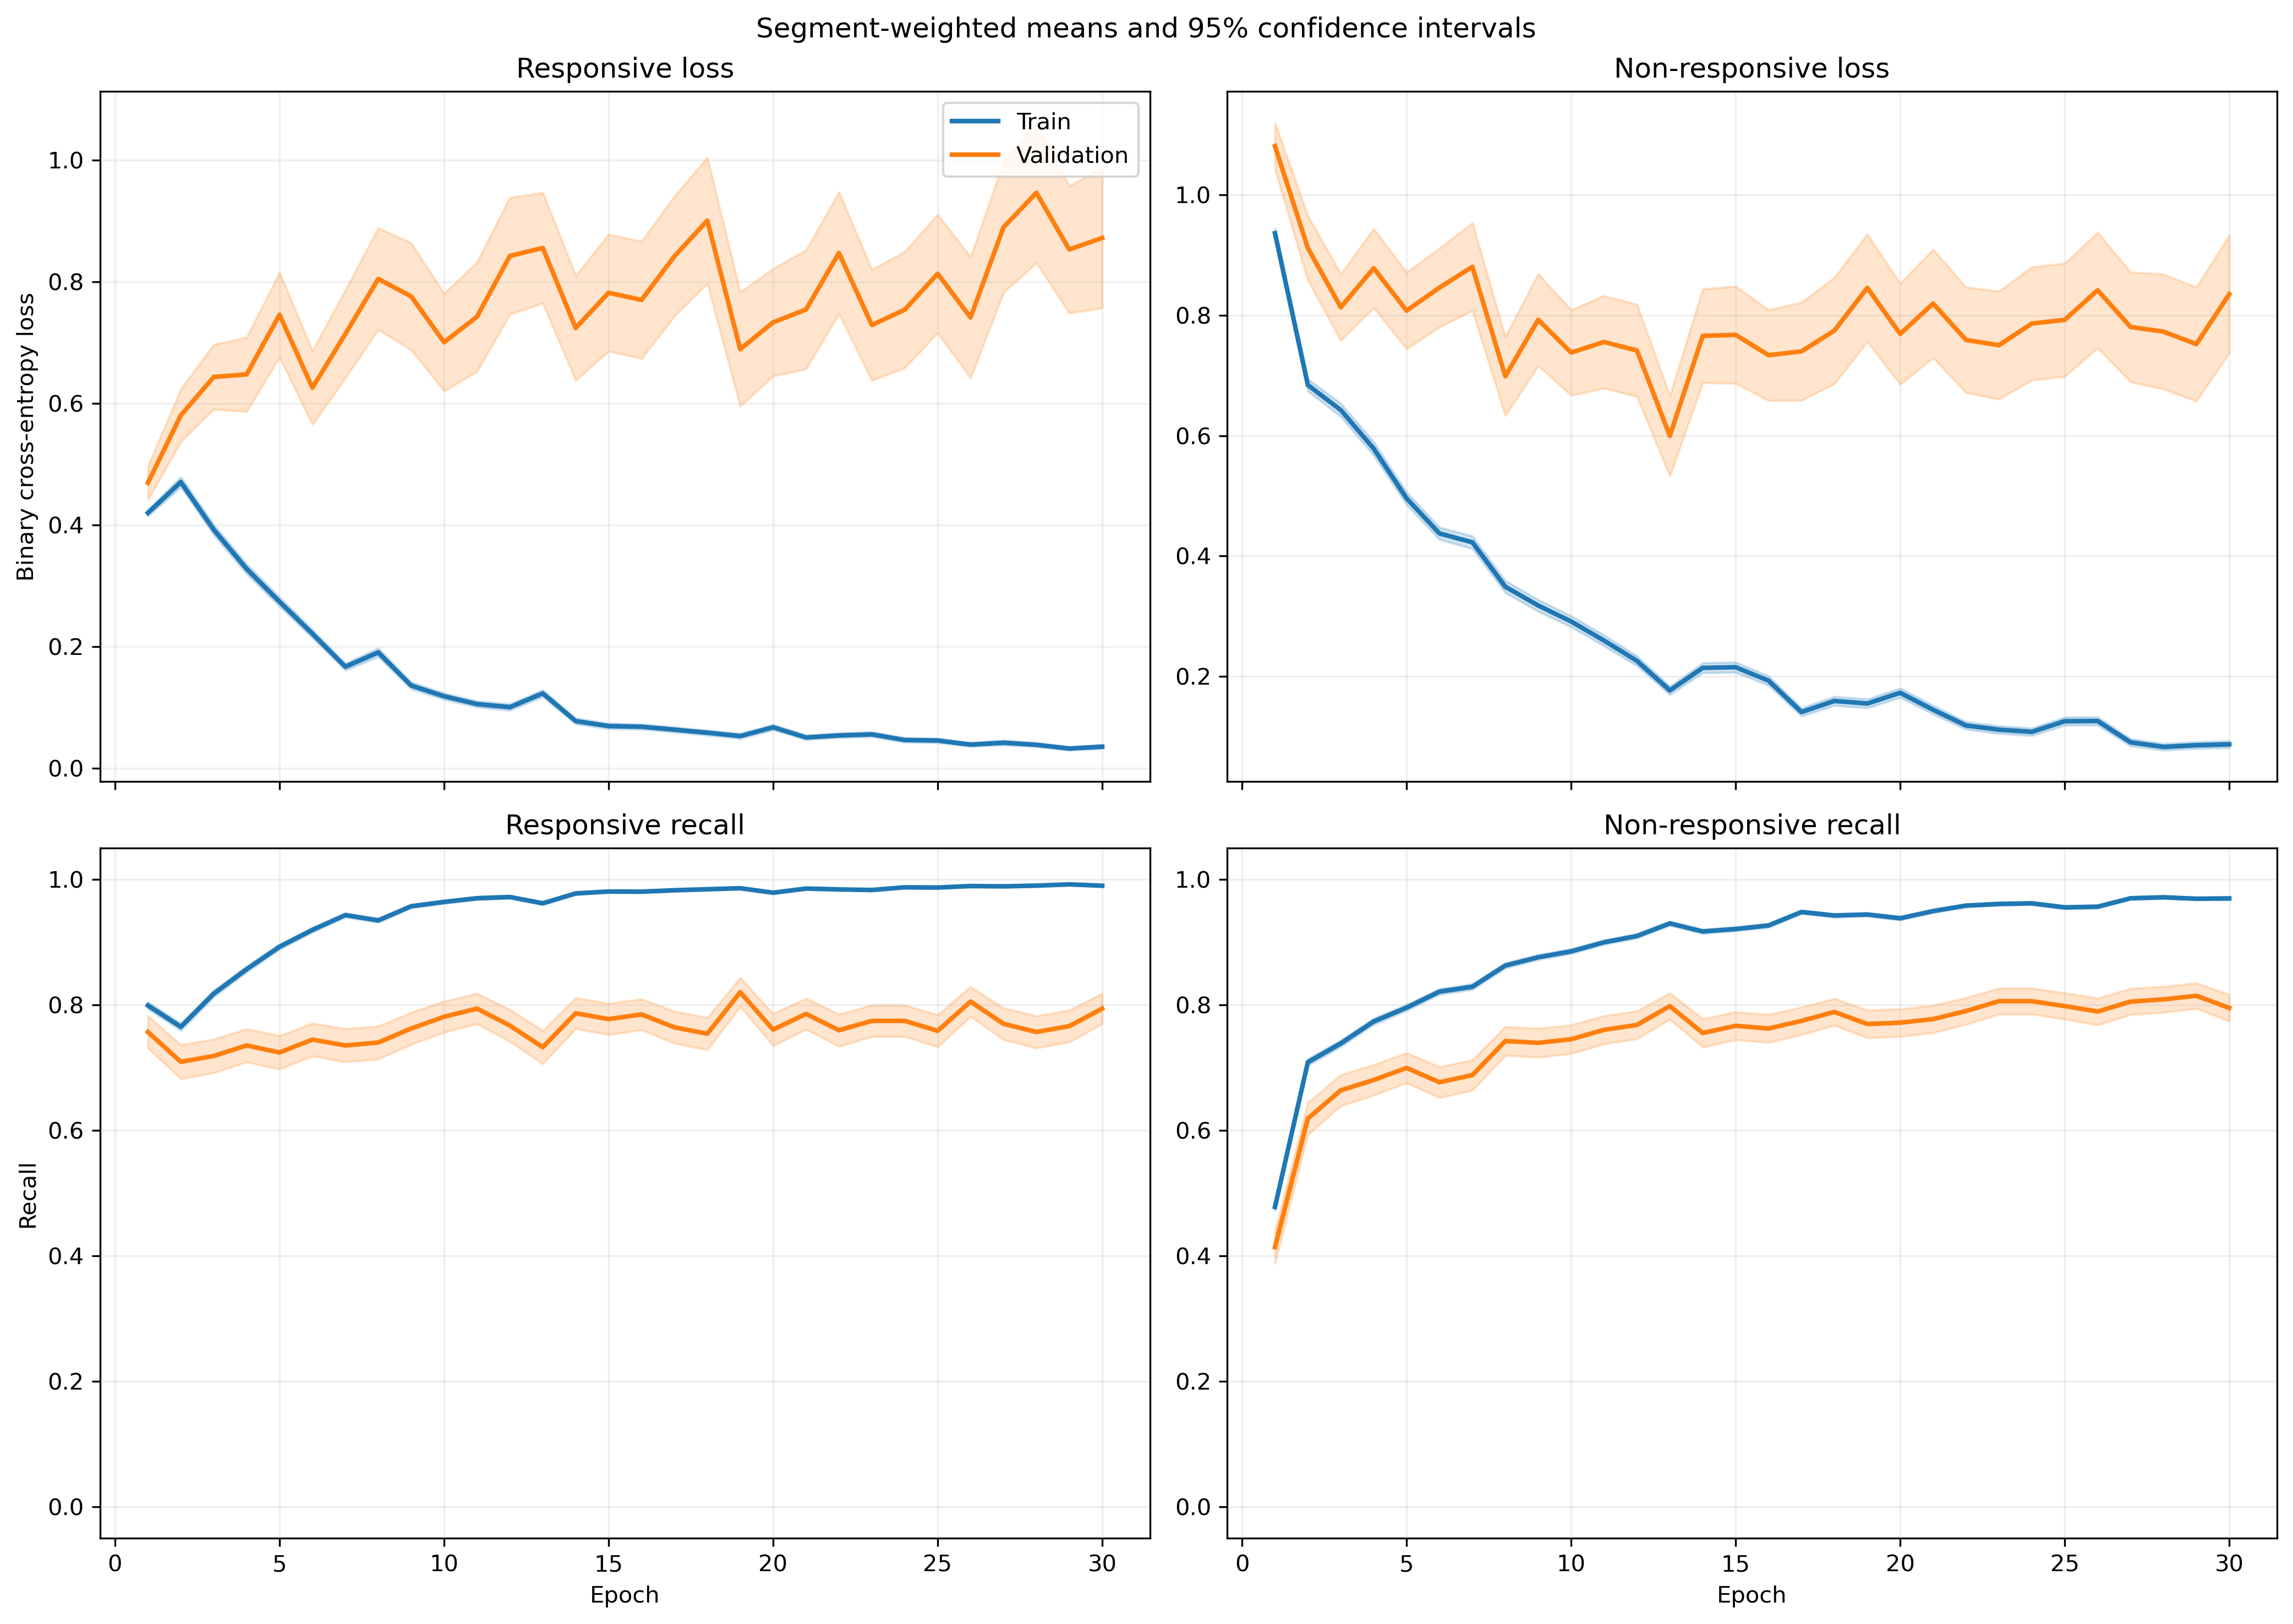 Segment-weighted means and 95% confidence intervals
Responsive loss
Non-responsive loss
Train
Validation
Binary cross-entropy loss
1.0
0.8
0.6
0.4
0.2
0.0
1.0
0.8
0.6
0.4
0.2
Responsive recall
Non-responsive recall
Recall
1.0
0.8
0.6
0.4
0.2
0.0
0 5 10 15 20 25 30
Epoch
1.0
0.8
0.6
0.4
0.2
0.0
0 5 10 15 20 25 30
Epoch